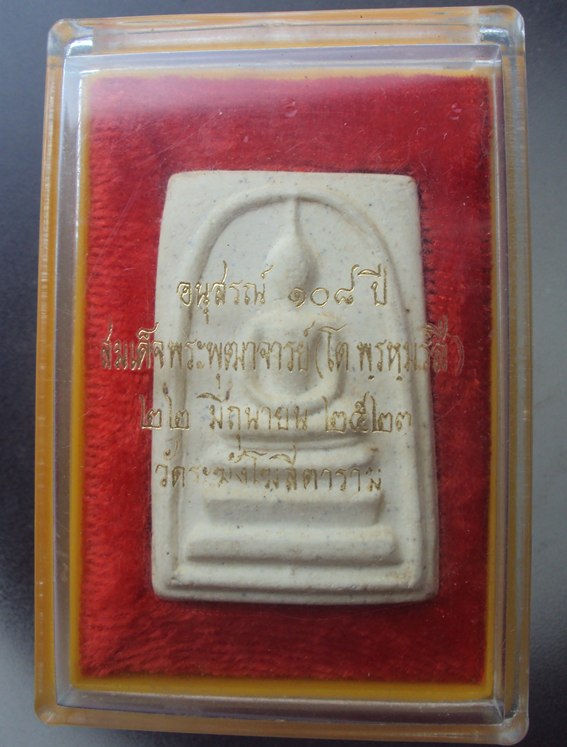 อนุสรณ์ ๑๐๘ ปี
สมเด็จพระพุฒาจารย์ (โต.พฺรหฺมรํสี)
๒๒ มิถุนายน ๒๕๒๓
วัดระฆังโฆสิตาราม